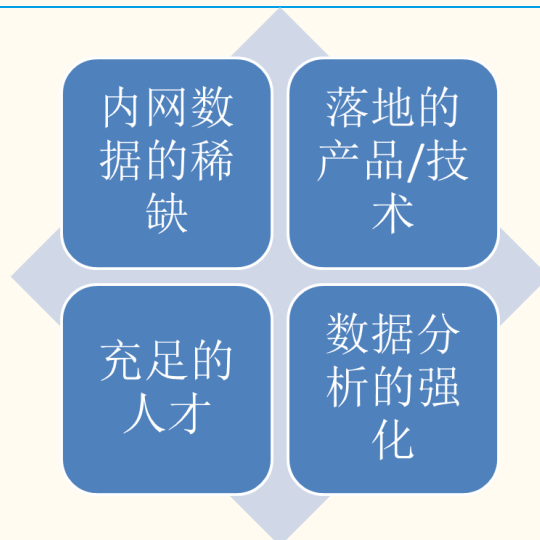 内网数
据的稀
缺
落地的
产品/技
术
充足的
人才
数据分
析的强
化